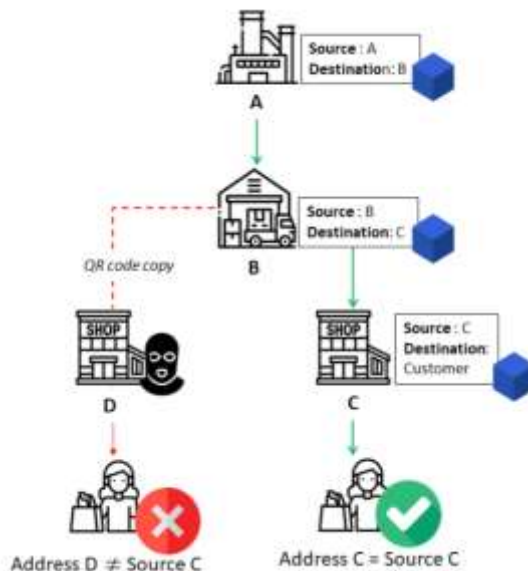 Source : A
Destination: B
A
Source : B
Destination: C
B
QR code copy
SHOP
D
SHOP
C
Source : C
Destination:
Customer
Address D ≠ Source C
Address C = Source C